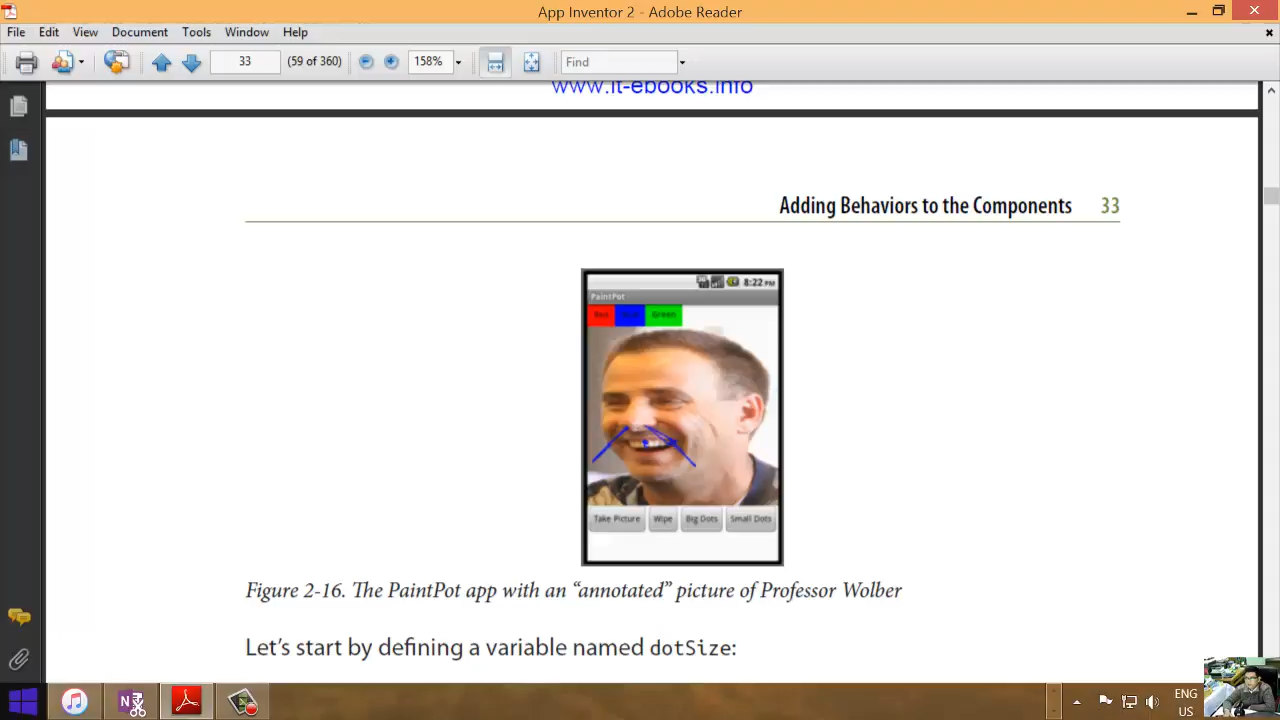 App Inventor 2 - Adobe Reader
File Edit View Document Tools Window Help
33 (59 of 360) 158% Find
www.it-ebooks.info
Adding Behaviors to the Components 33
8:22 PM
PaintPot
Red Green
Take Picture Wipe Big Dots Small Dots
Figure 2-16. The PaintPot app with an “annotated” picture of Professor Wolber
Let’s start by defining a variable named dotSize:
ENG
US